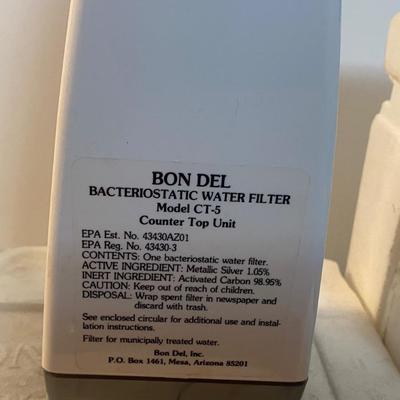 BON DEL
BACTERIOSTATIC WATER FILTER
Model CT-5
Counter Top Unit
EPA Est. No. 43430AZ01
EPA Reg. No. 43430-3
CONTENTS: One bacteriostatic water filter.
ACTIVE INGREDIENT: Metallic Silver 1.05%
INERT INGREDIENT: Activated Carbon 98.95%
CAUTION: Keep out of reach of children.
DISPOSAL: Wrap spent filter in newspaper and
discard with trash.
See enclosed circular for additional use and instal-
lation instructions.
Filter for municipally treated water.
Bon Del, Inc.
P.O. Box 1461, Mesa, Arizona 85201